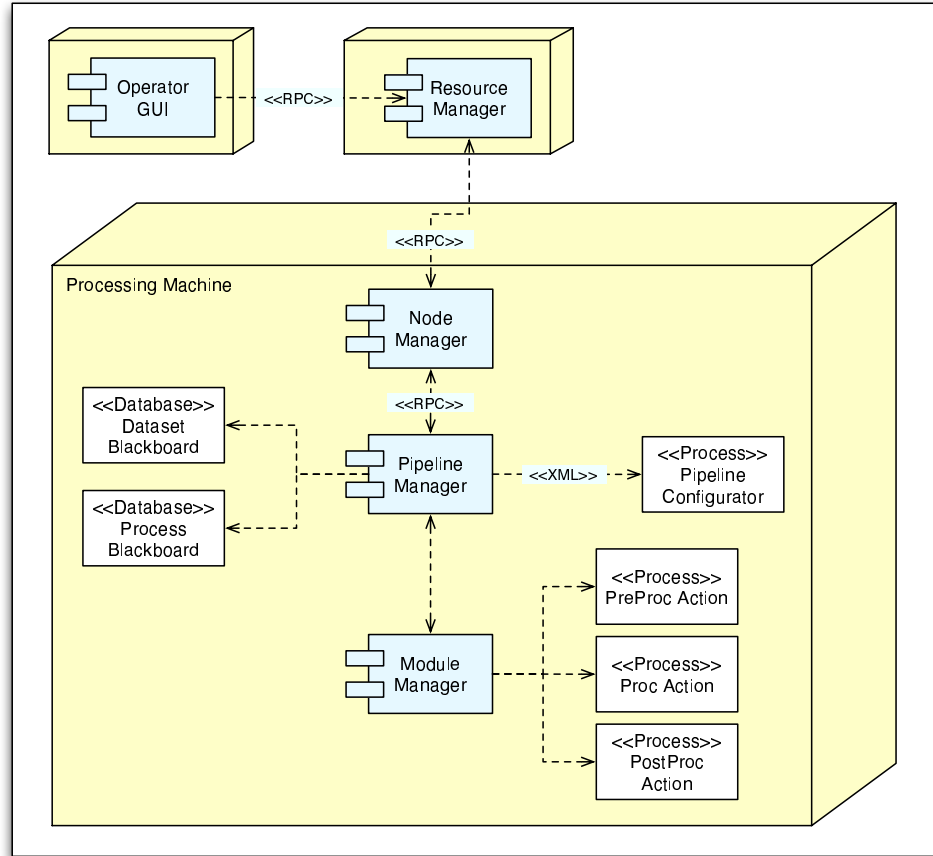 Operator
GUI
<<RPC>>
Resource
Manager
<<RPC>>
Processing Machine
Node
Manager
<<RPC>>
<<Database>>
Dataset
Blackboard
Pipeline
Manager
<<XML>>
<<Process>>
Pipeline
Configurator
<<Database>>
Process
Blackboard
<<Process>>
PreProc Action
Module
Manager
<<Process>>
Proc Action
<<Process>>
PostProc
Action